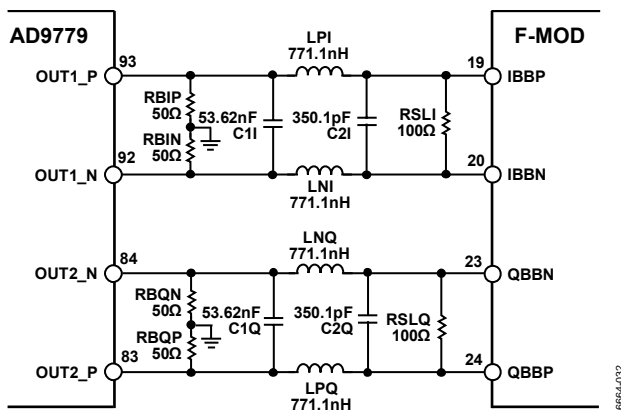 AD9779
F-MOD
OUT1_P
93
RBIP
50Ω
RBIN
50Ω
92
OUT1_N
53.62nF
C1I
LPI
771.1nH
350.1pF
C2I
LNI
771.1nH
RSLI
100Ω
19
IBBP
20
IBBN
OUT2_N
84
RBQN
50Ω
RBQP
50Ω
83
OUT2_P
53.62nF
C1Q
LNQ
771.1nH
350.1pF
C2Q
LPQ
771.1nH
RSLQ
100Ω
23
QBBN
24
QBBP